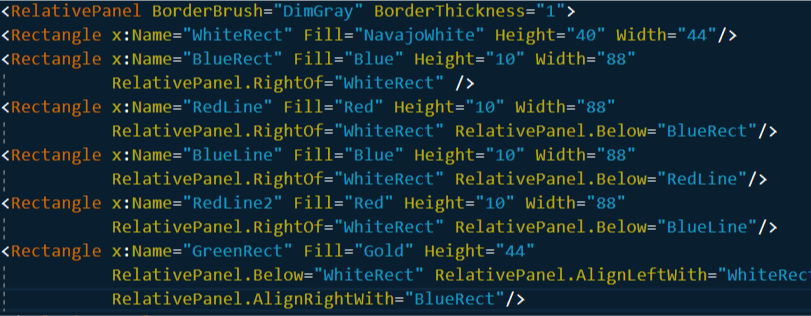 <RelativePanel BorderBrush="DimGray" BorderThickness="1">
<Rectangle x:Name="WhiteRect" Fill="NavajoWhite" Height="40" Width="44"/>
<Rectangle x:Name="BlueRect" Fill="Blue" Height="10" Width="88"
RelativePanel.RightOf="WhiteRect" />
<Rectangle x:Name="RedLine" Fill="Red" Height="10" Width="88"
RelativePanel.RightOf="WhiteRect" RelativePanel.Below="BlueRect"/>
<Rectangle x:Name="BlueLine" Fill="Blue" Height="10" Width="88"
RelativePanel.RightOf="WhiteRect" RelativePanel.Below="RedLine"/>
<Rectangle x:Name="RedLine2" Fill="Red" Height="10" Width="88"
RelativePanel.RightOf="WhiteRect" RelativePanel.Below="BlueLine"/>
<Rectangle x:Name="GreenRect" Fill="Gold" Height="44"
RelativePanel.Below="WhiteRect" RelativePanel.AlignLeftWith="WhiteRect
RelativePanel.AlignRightWith="BlueRect"/>